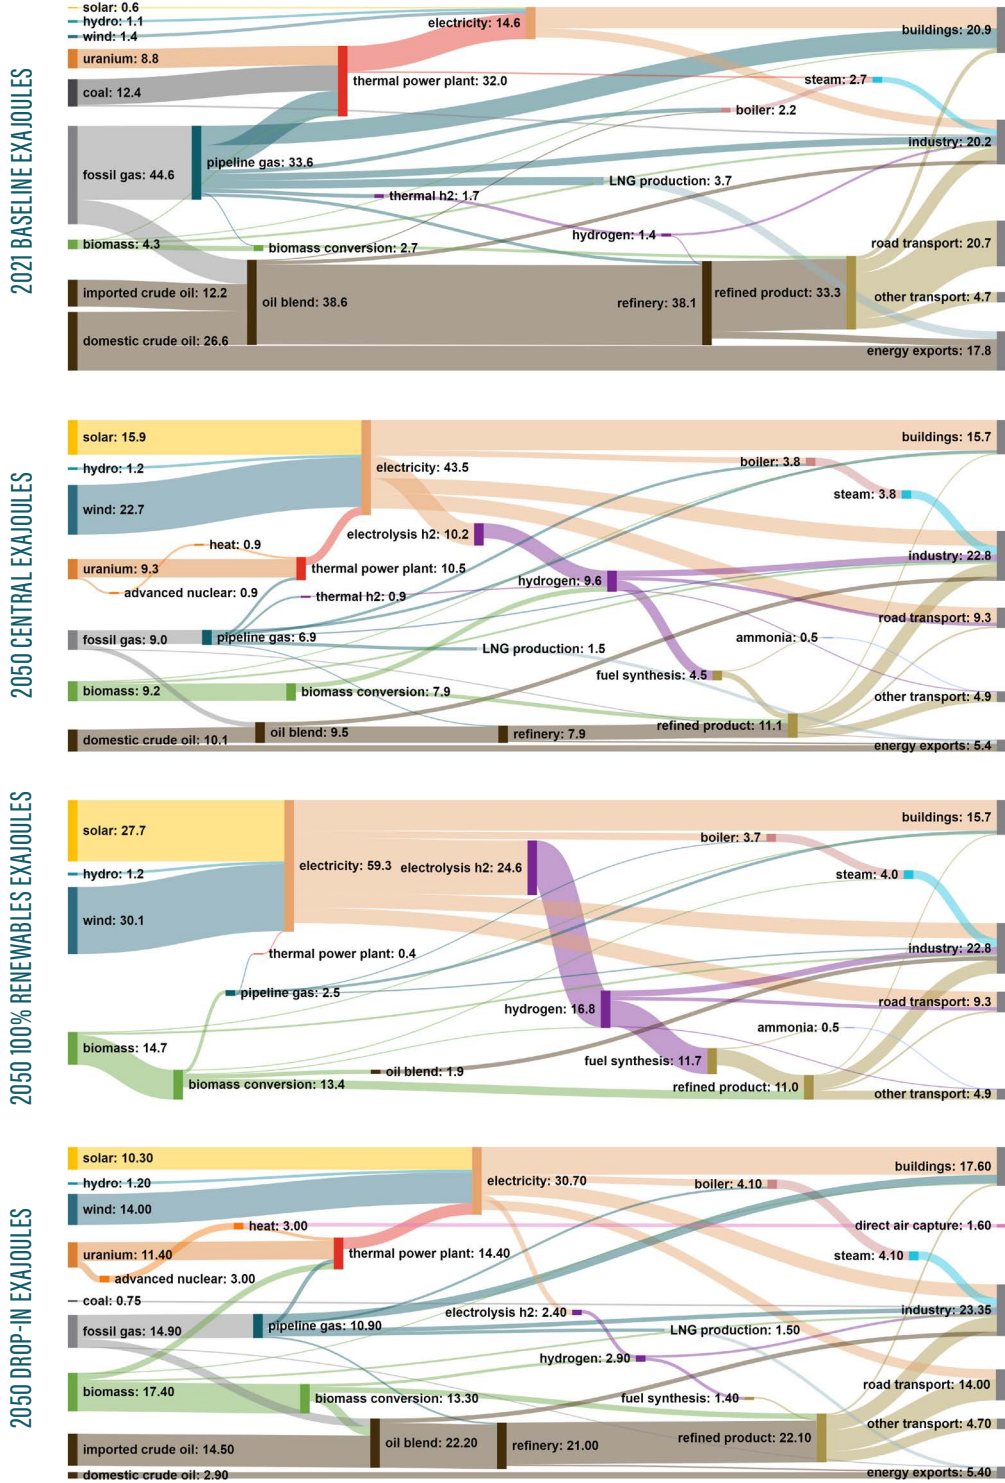 2021 BASELINE EXAJOULES
solar: 0.6
hydro: 1.1
wind: 1.4
uranium: 8.8
coal: 12.4
fossil gas: 44.6
biomass: 4.3
imported crude oil: 12.2
domestic crude oil: 26.6
pipeline gas: 33.6
biomass conversion: 2.7
oil blend: 38.6
thermal power plant: 32.0
thermal h2: 1.7
electricity: 14.6
LNG production: 3.7
hydrogen: 1.4
refinery: 38.1
boiler: 2.2
refined product: 33.3
steam: 2.7
buildings: 20.9
industry: 20.2
road transport: 20.7
other transport: 4.7
energy exports: 17.8
2050 CENTRAL EXAJOULES
solar: 15.9
hydro: 1.2
wind: 22.7
uranium: 9.3
heat: 0.9
advanced nuclear: 0.9
fossil gas: 9.0
biomass: 9.2
domestic crude oil: 10.1
pipeline gas: 6.9
biomass conversion: 7.9
oil blend: 9.5
thermal power plant: 10.5
thermal h2: 0.9
electricity: 43.5
electrolysis h2: 10.2
LNG production: 1.5
refinery: 7.9
hydrogen: 9.6
fuel synthesis: 4.5
refined product: 11.1
boiler: 3.8
steam: 3.8
ammonia: 0.5
buildings: 15.7
industry: 22.8
road transport: 9.3
other transport: 4.9
energy exports: 5.4
2050 100% RENEWABLES EXAJOULES
solar: 27.7
hydro: 1.2
wind: 30.1
biomass: 14.7
biomass conversion: 13.4
pipeline gas: 2.5
thermal power plant: 0.4
electricity: 59.3
electrolysis h2: 24.6
oil blend: 1.9
hydrogen: 16.8
fuel synthesis: 11.7
refined product: 11.0
boiler: 3.7
steam: 4.0
ammonia: 0.5
buildings: 15.7
industry: 22.8
road transport: 9.3
other transport: 4.9
2050 DROP-IN EXAJOULES
solar: 10.30
hydro: 1.20
wind: 14.00
uranium: 11.40
heat: 3.00
advanced nuclear: 3.00
coal: 0.75
fossil gas: 14.90
biomass: 17.40
imported crude oil: 14.50
domestic crude oil: 2.90
pipeline gas: 10.90
biomass conversion: 13.30
thermal power plant: 14.40
oil blend: 22.20
electricity: 30.70
electrolysis h2: 2.40
refinery: 21.00
hydrogen: 2.90
LNG production: 1.50
fuel synthesis: 1.40
refined product: 22.10
boiler: 4.10
steam: 4.10
buildings: 17.60
direct air capture: 1.60
industry: 23.35
road transport: 14.00
other transport: 4.70
energy exports: 5.40